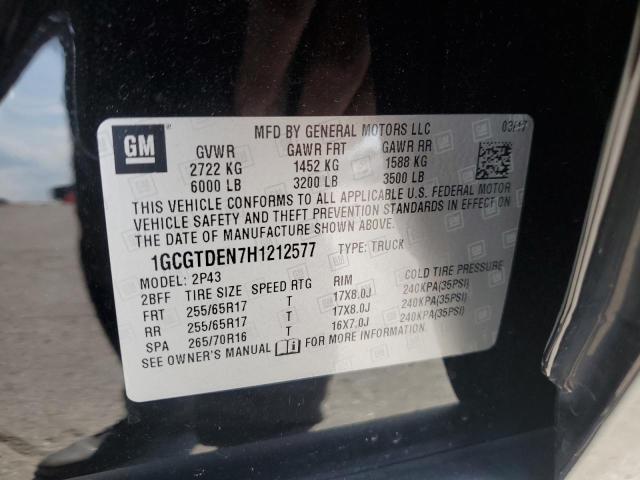 GM
MFD BY GENERAL MOTORS LLC 03/17
GVWR GAWR FRT GAWR RR
2722 KG 1452 KG 1588 KG
6000 LB 3200 LB 3500 LB
THIS VEHICLE CONFORMS TO ALL APPLICABLE U.S. FEDERAL MOTOR
VEHICLE SAFETY AND THEFT PREVENTION STANDARDS IN EFFECT ON
THE DATE OF MANUFACTURE SHOWN ABOVE.
1GCGTDEN7H1212577 TYPE: TRUCK
MODEL: 2P43
2BFF TIRE SIZE SPEED RTG RIM COLD TIRE PRESSURE
FRT 255/65R17 T 17X8.0J 240KPA(35PSI)
RR 255/65R17 T 17X8.0J 240KPA(35PSI)
SPA 265/70R16 T 16X7.0J 240KPA(35PSI)
SEE OWNER'S MANUAL FOR MORE INFORMATION.